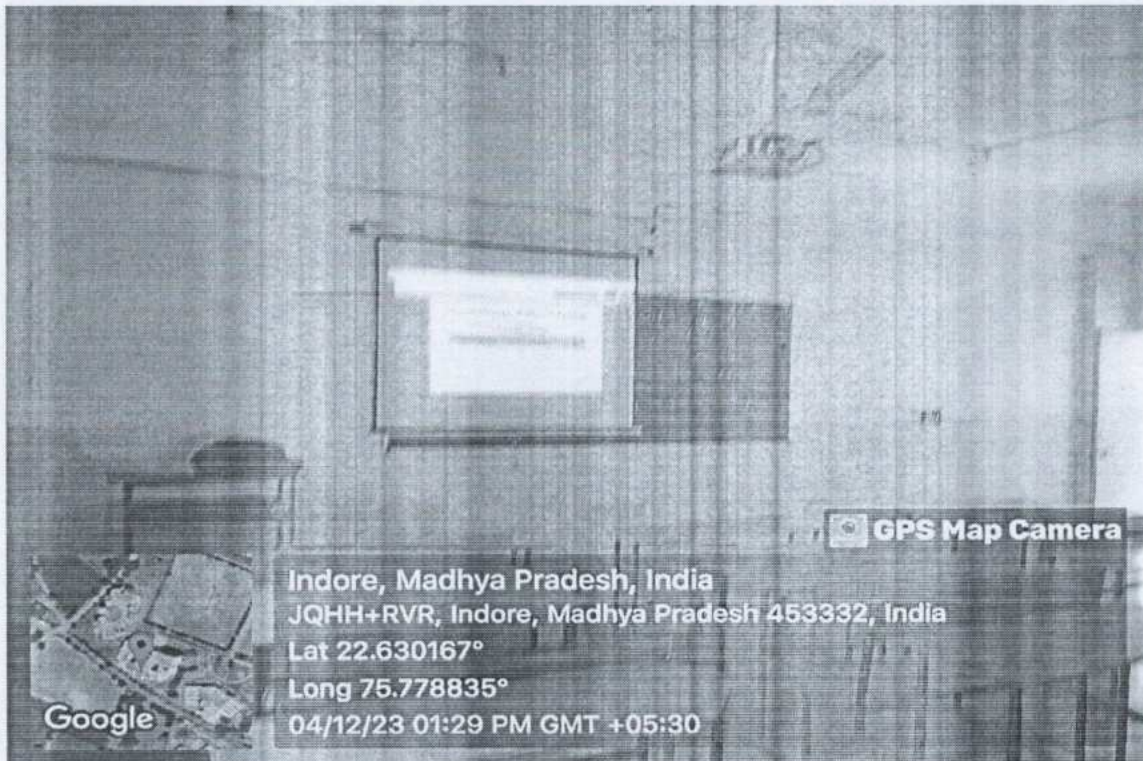 GPS Map Camera
Indore, Madhya Pradesh, India
JQHH+RVR, Indore, Madhya Pradesh 453332, India
Lat 22.630167°
Long 75.778835°
04/12/23 01:29 PM GMT +05:30
Google